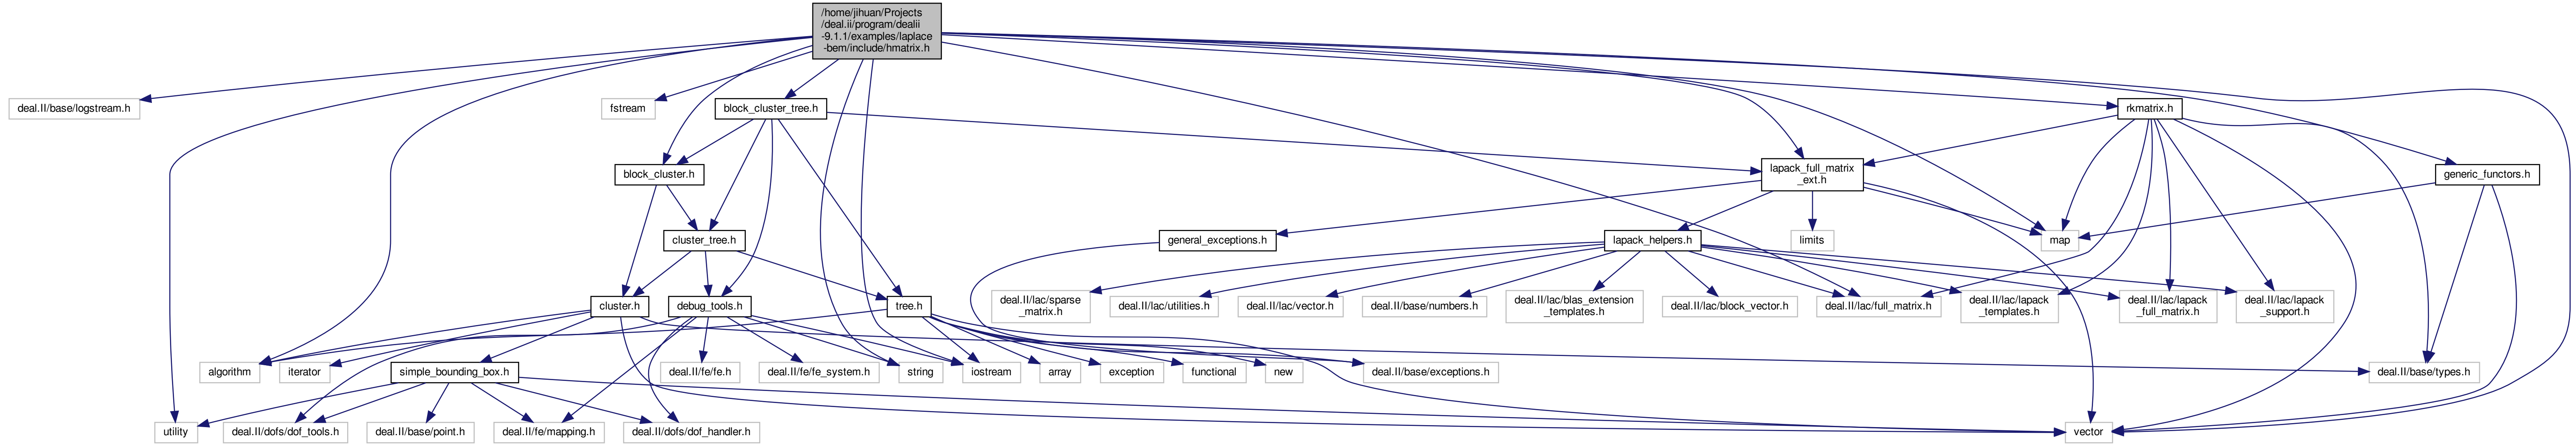 /home/jihuan/Projects
/deal.ii/program/dealii
-9.1.1/examples/laplace
-bem/include/hmatrix.h
deal.II/base/logstream.h
fstream
block_cluster_tree.h
rkmatrix.h
block_cluster.h
lapack_full_matrix
_ext.h
generic_functors.h
cluster_tree.h
general_exceptions.h
lapack_helpers.h
limits
map
cluster.h
debug_tools.h
tree.h
deal.II/lac/sparse
_matrix.h
deal.II/lac/utilities.h
deal.II/lac/vector.h
deal.II/base/numbers.h
deal.II/lac/blas_extension
_templates.h
deal.II/lac/block_vector.h
deal.II/lac/full_matrix.h
deal.II/lac/lapack
_templates.h
deal.II/lac/lapack
_full_matrix.h
deal.II/lac/lapack
_support.h
algorithm
iterator
simple_bounding_box.h
deal.II/fe/fe.h
deal.II/fe/fe_system.h
string
iostream
array
exception
functional
new
deal.II/base/exceptions.h
deal.II/base/types.h
utility
deal.II/dofs/dof_tools.h
deal.II/base/point.h
deal.II/fe/mapping.h
deal.II/dofs/dof_handler.h
vector